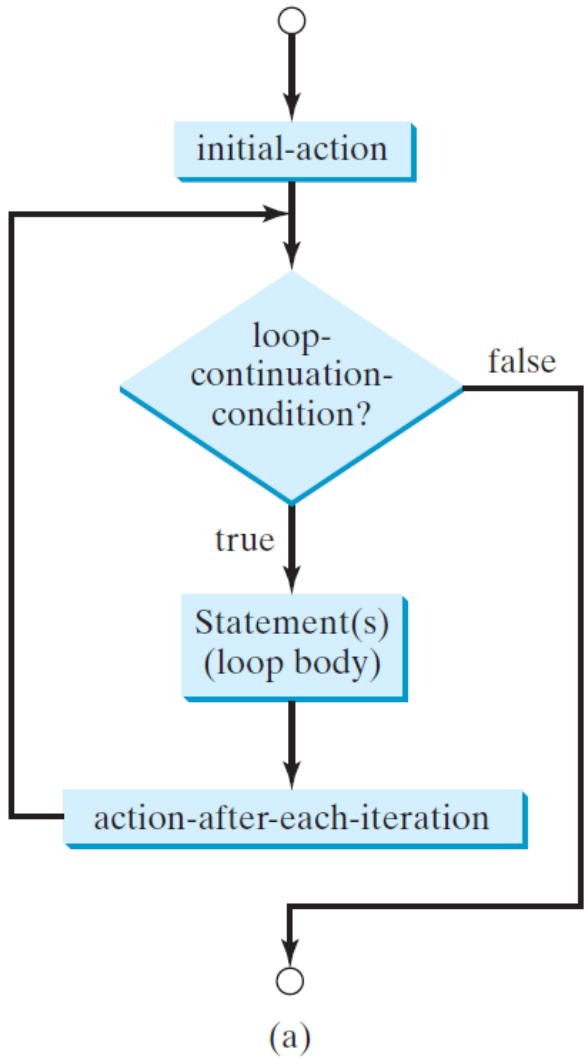 initial-action
loop-
continuation-
condition?
false
true
Statement(s)
(loop body)
action-after-each-iteration
(a)